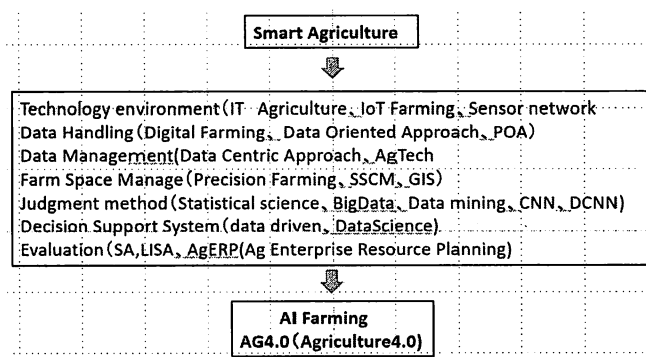 Smart Agriculture
Technology environment(IT Agriculture、IoT Farming、Sensor network
Data Handling(Digital Farming、Data Oriented Approach、POA)
Data Management(Data Centric Approach、AgTech
Farm Space Manage(Precision Farming、SSCM、GIS)
Judgment method(Statistical science、BigData、Data mining、CNN、DCNN)
Decision Support System(data driven、DataScience)
Evaluation(SA,LISA、AgERP(Ag Enterprise Resource Planning)
AI Farming
AG4.0(Agriculture4.0)